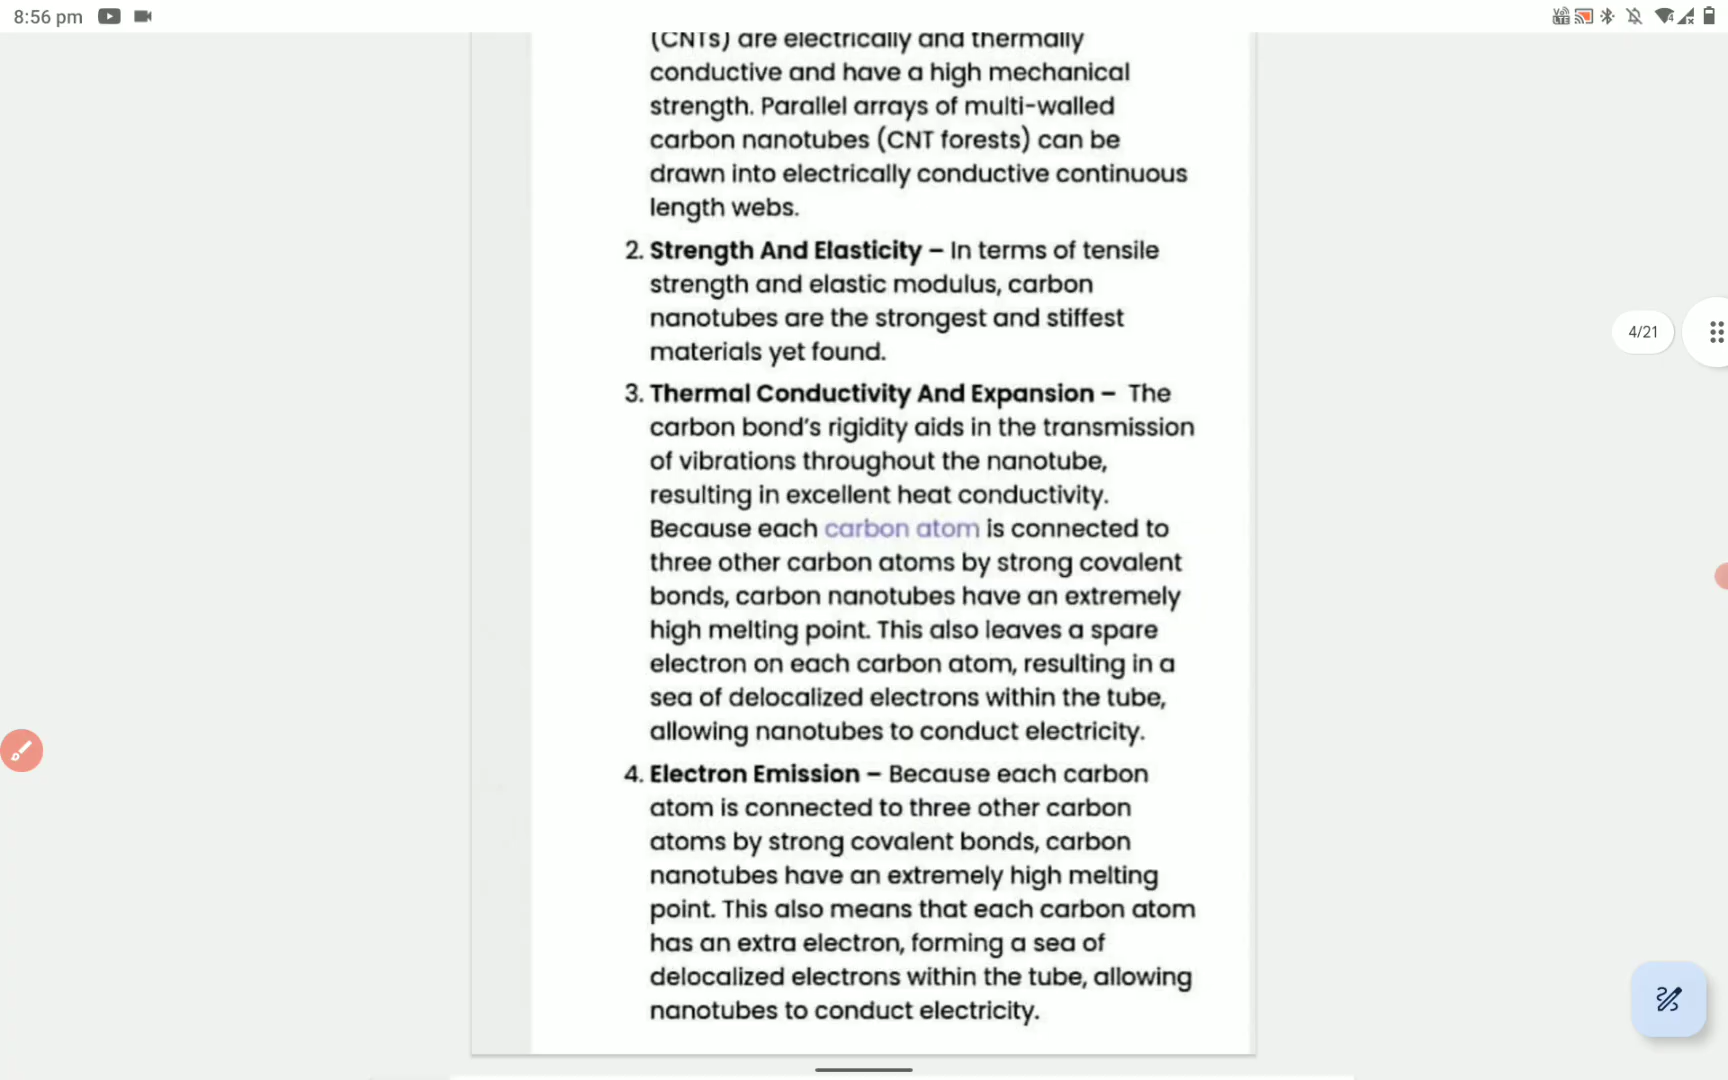 8:56 pm
VoLTE
4
(CNTs) are electrically and thermally
conductive and have a high mechanical
strength. Parallel arrays of multi-walled
carbon nanotubes (CNT forests) can be
drawn into electrically conductive continuous
length webs.
2. Strength And Elasticity – In terms of tensile
strength and elastic modulus, carbon
nanotubes are the strongest and stiffest
materials yet found.
4/21
3. Thermal Conductivity And Expansion – The
carbon bond's rigidity aids in the transmission
of vibrations throughout the nanotube,
resulting in excellent heat conductivity.
Because each carbon atom is connected to
three other carbon atoms by strong covalent
bonds, carbon nanotubes have an extremely
high melting point. This also leaves a spare
electron on each carbon atom, resulting in a
sea of delocalized electrons within the tube,
allowing nanotubes to conduct electricity.
4. Electron Emission – Because each carbon
atom is connected to three other carbon
atoms by strong covalent bonds, carbon
nanotubes have an extremely high melting
point. This also means that each carbon atom
has an extra electron, forming a sea of
delocalized electrons within the tube, allowing
nanotubes to conduct electricity.